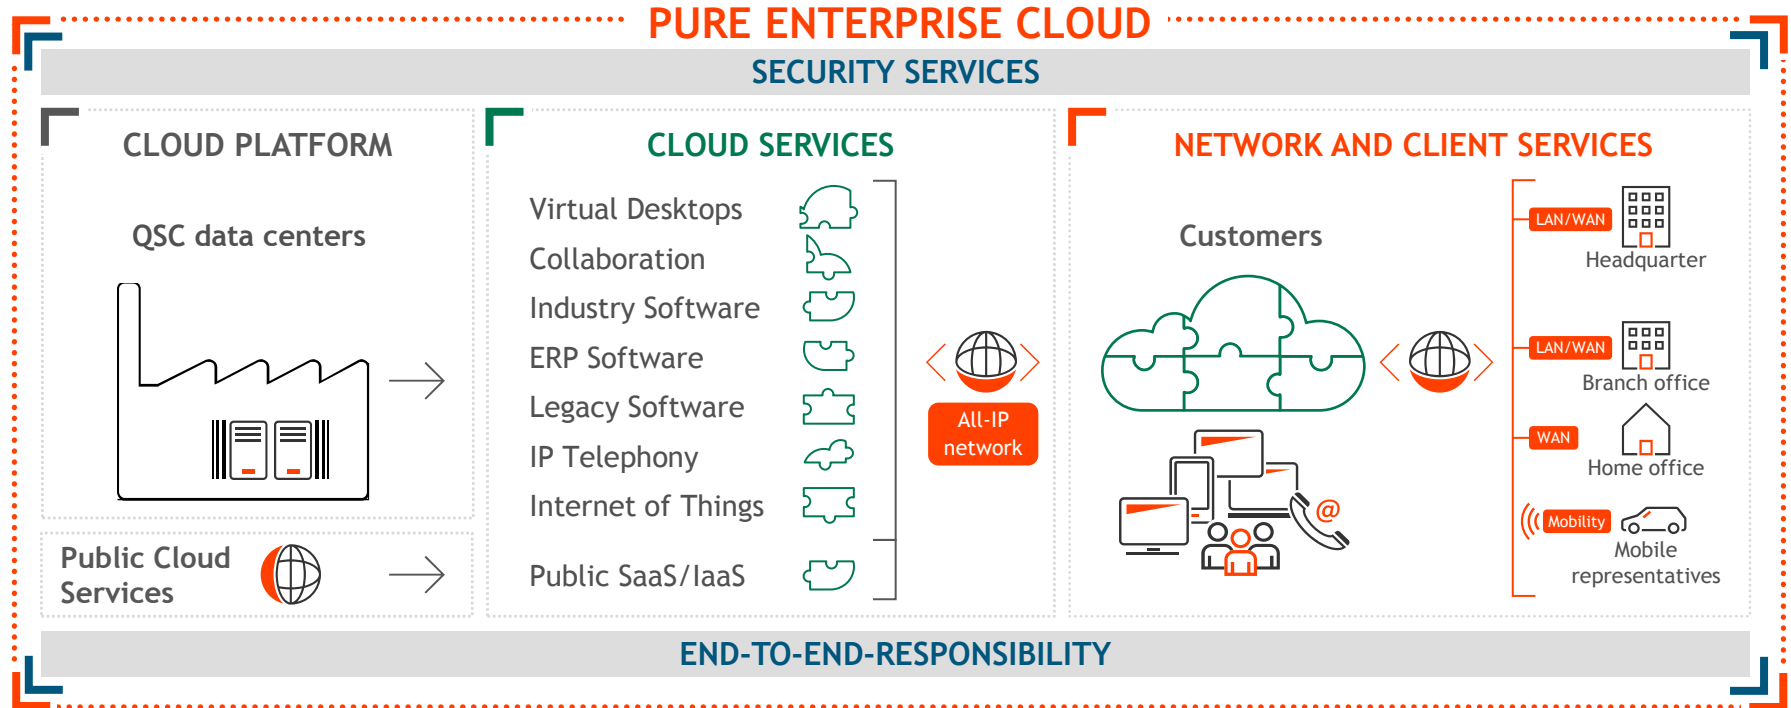 PURE ENTERPRISE CLOUD
SECURITY SERVICES
CLOUD PLATFORM
QSC data centers
Public Cloud
Services
CLOUD SERVICES
Virtual Desktops
Collaboration
Industry Software
ERP Software
Legacy Software
IP Telephony
Internet of Things
Public SaaS/IaaS
All-IP
network
NETWORK AND CLIENT SERVICES
Customers
@
LAN/WAN
Headquarter
LAN/WAN
Branch office
WAN
Home office
Mobility
Mobile
representatives
END-TO-END-RESPONSIBILITY